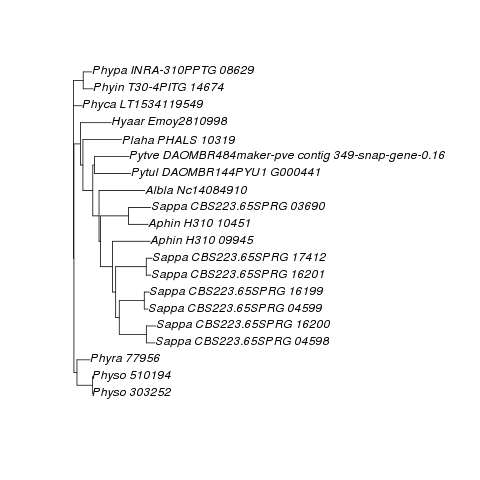 Phypa INRA-310PPTG 08629
Phyin T30-4PITG 14674
Phyca LT1534119549
Hyaar Emoy2810998
Plaha PHALS 10319
Pytve DAOMBR484maker-pve contig 349-snap-gene-0.16
Pytul DAOMBR144PYU1 G000441
Albla Nc14084910
Sappa CBS223.65SPRG 03690
Aphin H310 10451
Aphin H310 09945
Sappa CBS223.65SPRG 17412
Sappa CBS223.65SPRG 16201
Sappa CBS223.65SPRG 16199
Sappa CBS223.65SPRG 04599
Sappa CBS223.65SPRG 16200
Sappa CBS223.65SPRG 04598
Phyra 77956
Physo 510194
Physo 303252